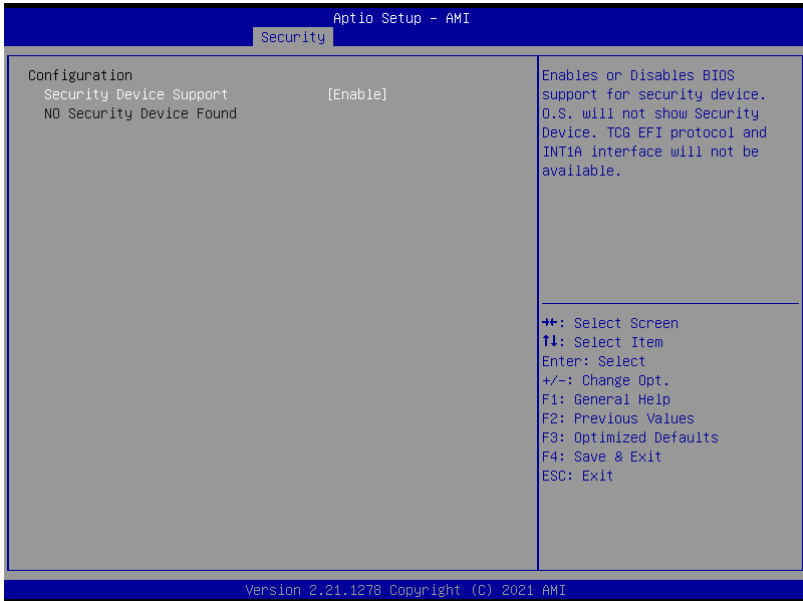 Aptio Setup – AMI
Security
Configuration
Security Device Support [Enable]
NO Security Device Found
Enables or Disables BIOS
support for security device.
O.S. will not show Security
Device. TCG EFI protocol and
INT1A interface will not be
available.
→←: Select Screen
↑↓: Select Item
Enter: Select
+/-: Change Opt.
F1: General Help
F2: Previous Values
F3: Optimized Defaults
F4: Save & Exit
ESC: Exit
Version 2.21.1278 Copyright (C) 2021 AMI